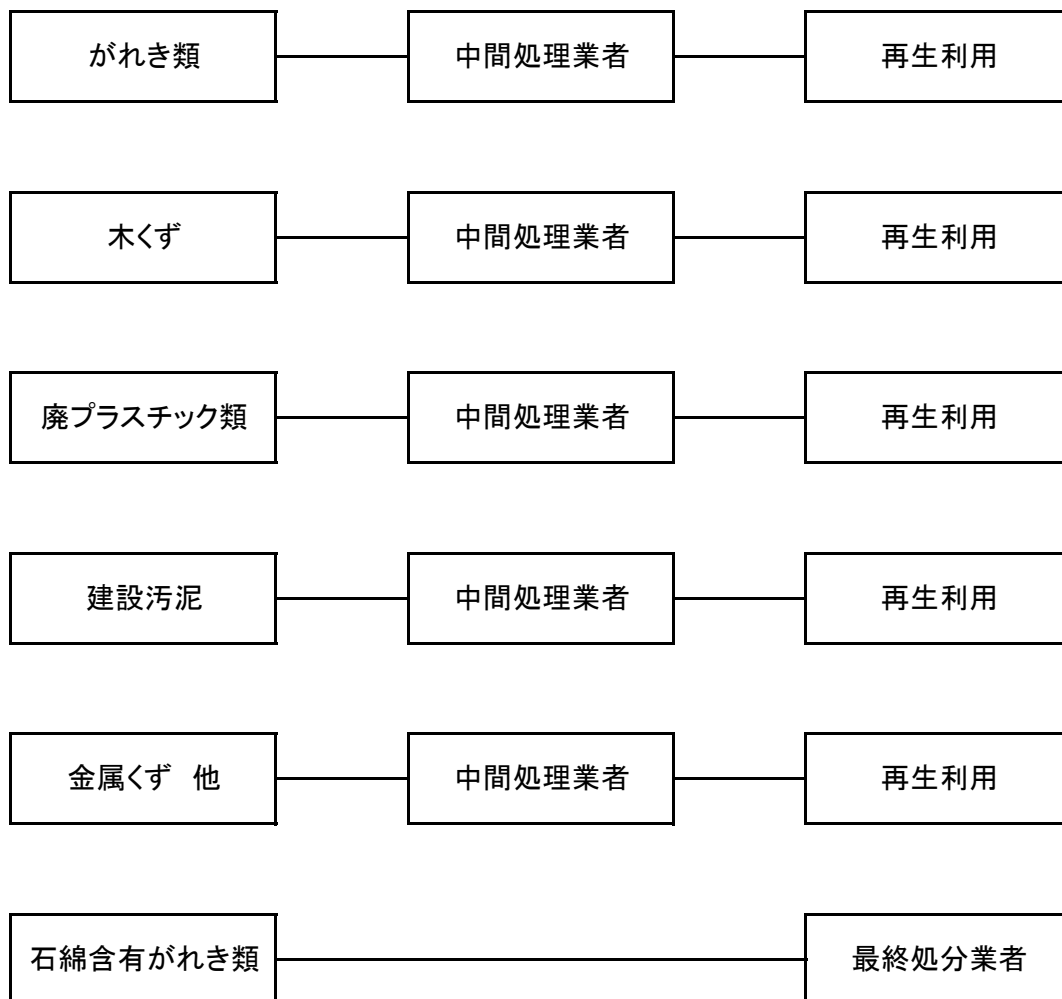 がれき類 中間処理業者 再生利用
木くず 中間処理業者 再生利用
廃プラスチック類 中間処理業者 再生利用
建設汚泥 中間処理業者 再生利用
金属くず　他 中間処理業者 再生利用
石綿含有がれき類 最終処分業者